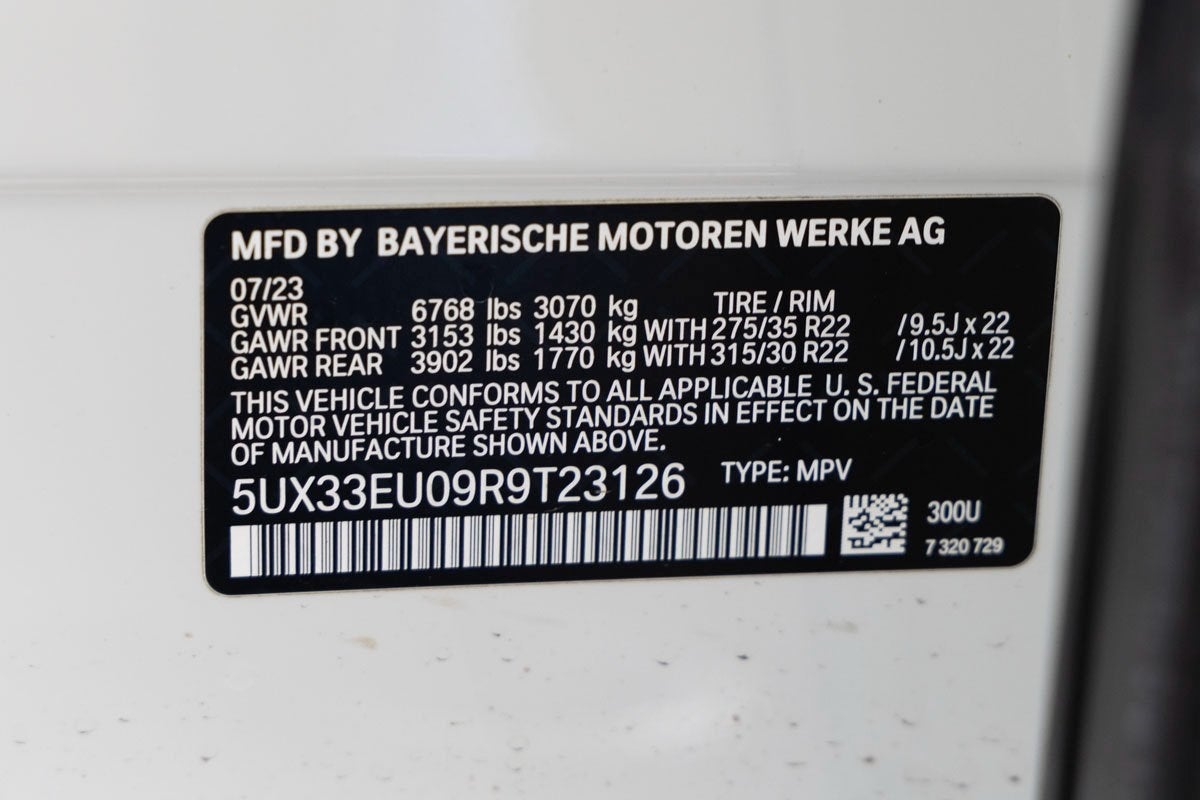 MFD BY BAYERISCHE MOTOREN WERKE AG
07/23
GVWR 6768 lbs 3070 kg TIRE / RIM
GAWR FRONT 3153 lbs 1430 kg WITH 275/35 R22 /9.5J x 22
GAWR REAR 3902 lbs 1770 kg WITH 315/30 R22 /10.5J x 22
THIS VEHICLE CONFORMS TO ALL APPLICABLE U. S. FEDERAL
MOTOR VEHICLE SAFETY STANDARDS IN EFFECT ON THE DATE
OF MANUFACTURE SHOWN ABOVE.
5UX33EU09R9T23126 TYPE: MPV
300U
7 320 729